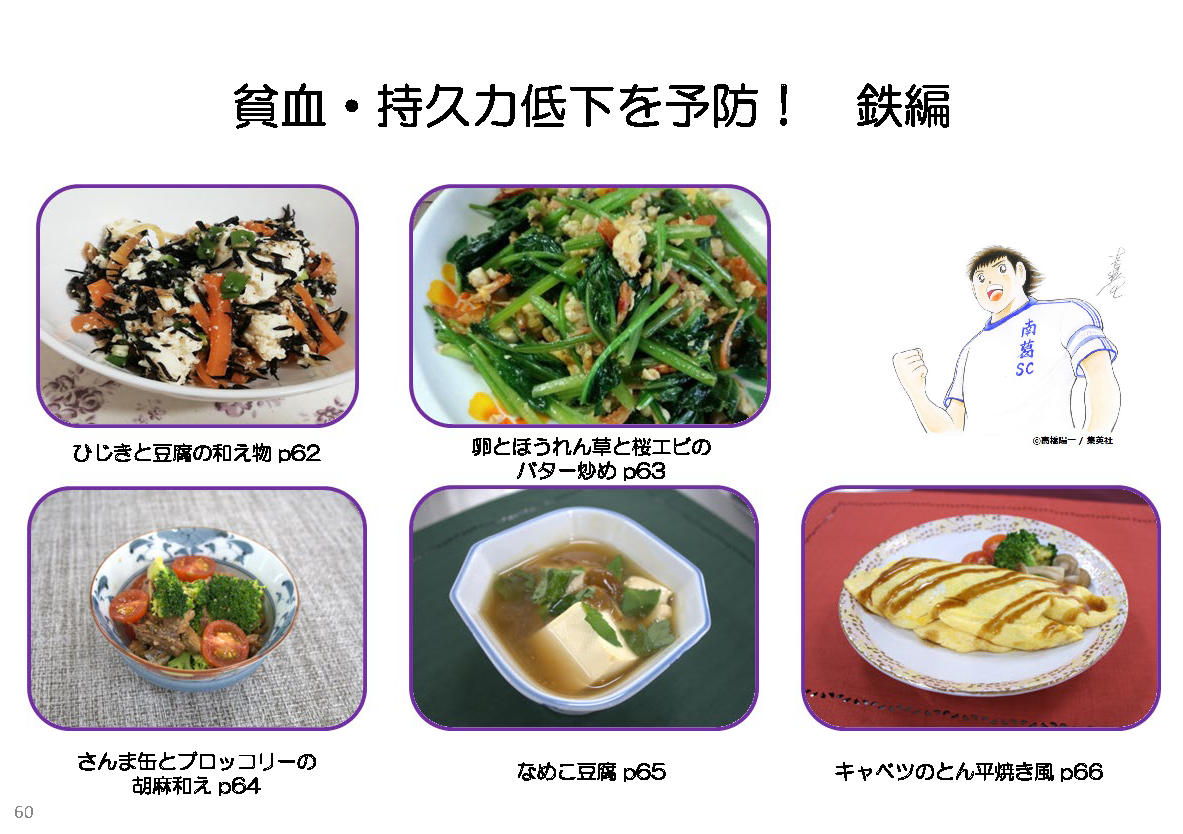 貧血・持久力低下を予防！　鉄編
南
葛
SC
©高橋陽一 / 集英社
ひじきと豆腐の和え物 p62
卵とほうれん草と桜エビの
バター炒め p63
さんま缶とブロッコリーの
胡麻和え p64
なめこ豆腐 p65
キャベツのとん平焼き風 p66
60